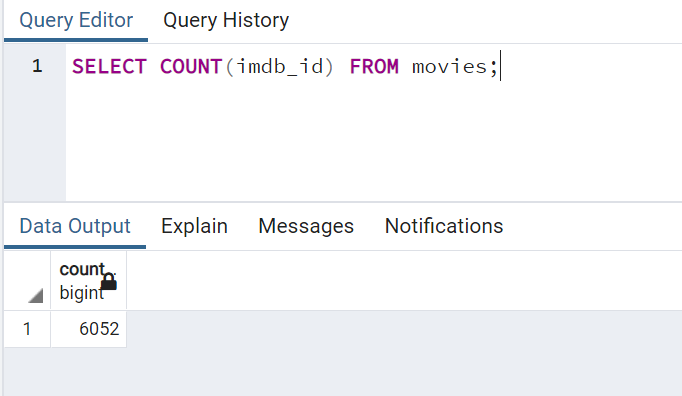 Query Editor Query History
1 SELECT COUNT(imdb_id) FROM movies;
Data Output Explain Messages Notifications
count
bigint
1 6052